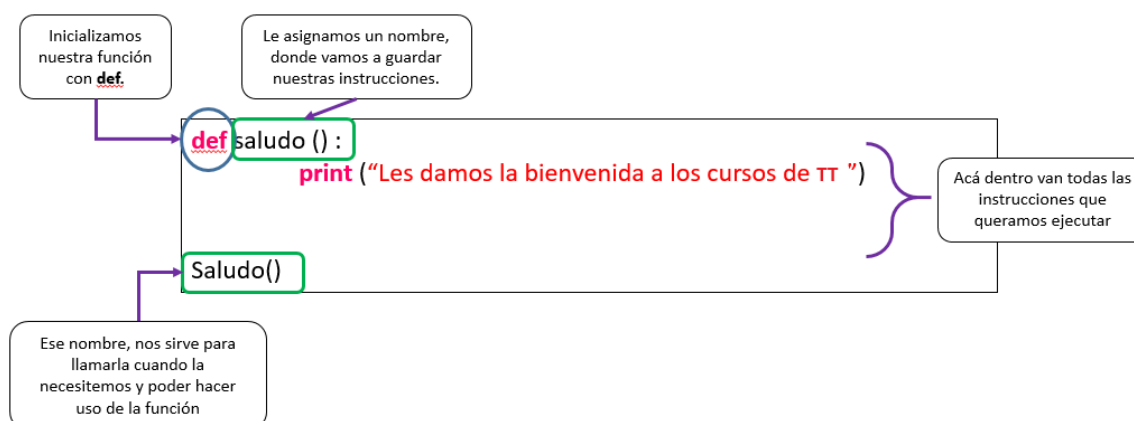 Inicializamos
nuestra función
con def.
Le asignamos un nombre,
donde vamos a guardar
nuestras instrucciones.
def saludo () :
print (“Les damos la bienvenida a los cursos de TT ”)
Acá dentro van todas las
instrucciones que
queramos ejecutar
Saludo()
Ese nombre, nos sirve para
llamarla cuando la
necesitemos y poder hacer
uso de la función